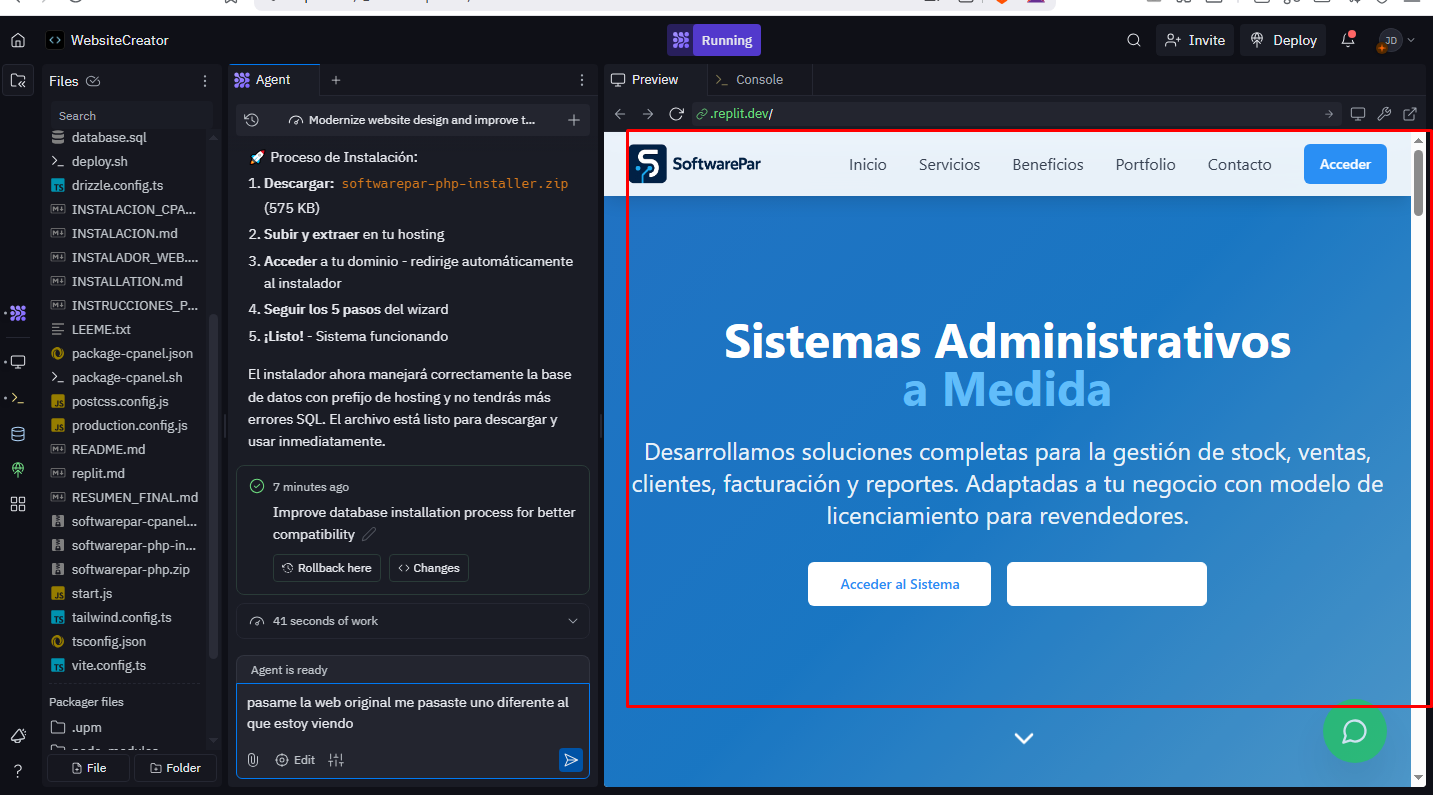 WebsiteCreator
Running
Invite
Deploy
JD
Files
Search
database.sql
deploy.sh
drizzle.config.ts
INSTALACION_CPA...
INSTALACION.md
INSTALADOR_WEB....
INSTALLATION.md
INSTRUCCIONES_P...
LEEME.txt
package-cpanel.json
package-cpanel.sh
postcss.config.js
production.config.js
README.md
replit.md
RESUMEN_FINAL.md
softwarepar-cpanel...
softwarepar-php-in...
softwarepar-php.zip
start.js
tailwind.config.ts
tsconfig.json
vite.config.ts
Packager files
.upm
node_modules
File
Folder
Agent
Modernize website design and improve t...
🚀 Proceso de Instalación:
1. Descargar: softwarepar-php-installer.zip
(575 KB)
2. Subir y extraer en tu hosting
3. Acceder a tu dominio - redirige automáticamente
al instalador
4. Seguir los 5 pasos del wizard
5. ¡Listo! - Sistema funcionando
El instalador ahora manejará correctamente la base
de datos con prefijo de hosting y no tendrás más
errores SQL. El archivo está listo para descargar y
usar inmediatamente.
7 minutes ago
Improve database installation process for better
compatibility
Rollback here
Changes
41 seconds of work
Agent is ready
pasame la web original me pasaste uno diferente al
que estoy viendo
Edit
Preview
Console
.replit.dev/
SoftwarePar
Inicio
Servicios
Beneficios
Portfolio
Contacto
Acceder
Sistemas Administrativos
a Medida
Desarrollamos soluciones completas para la gestión de stock, ventas,
clientes, facturación y reportes. Adaptadas a tu negocio con modelo de
licenciamiento para revendedores.
Acceder al Sistema